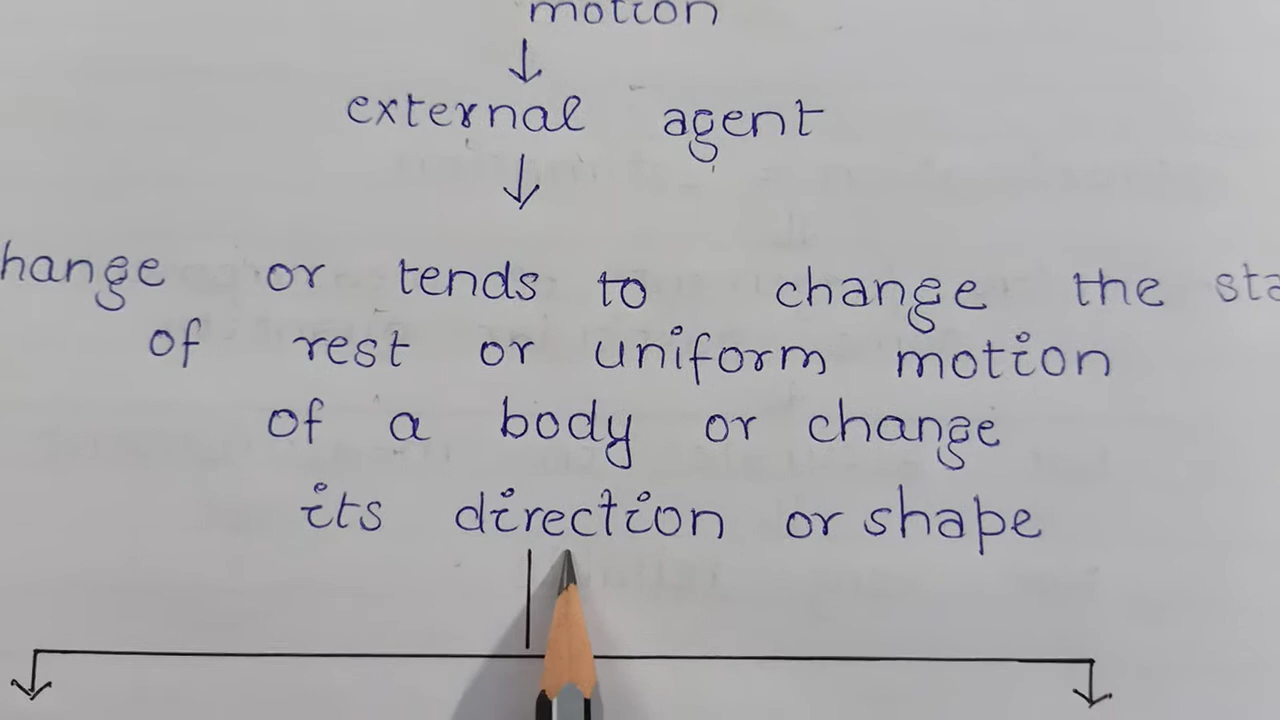 motion
external agent
hange or tends to change the sta
of rest or uniform motion
of a body or change
its direction or shape